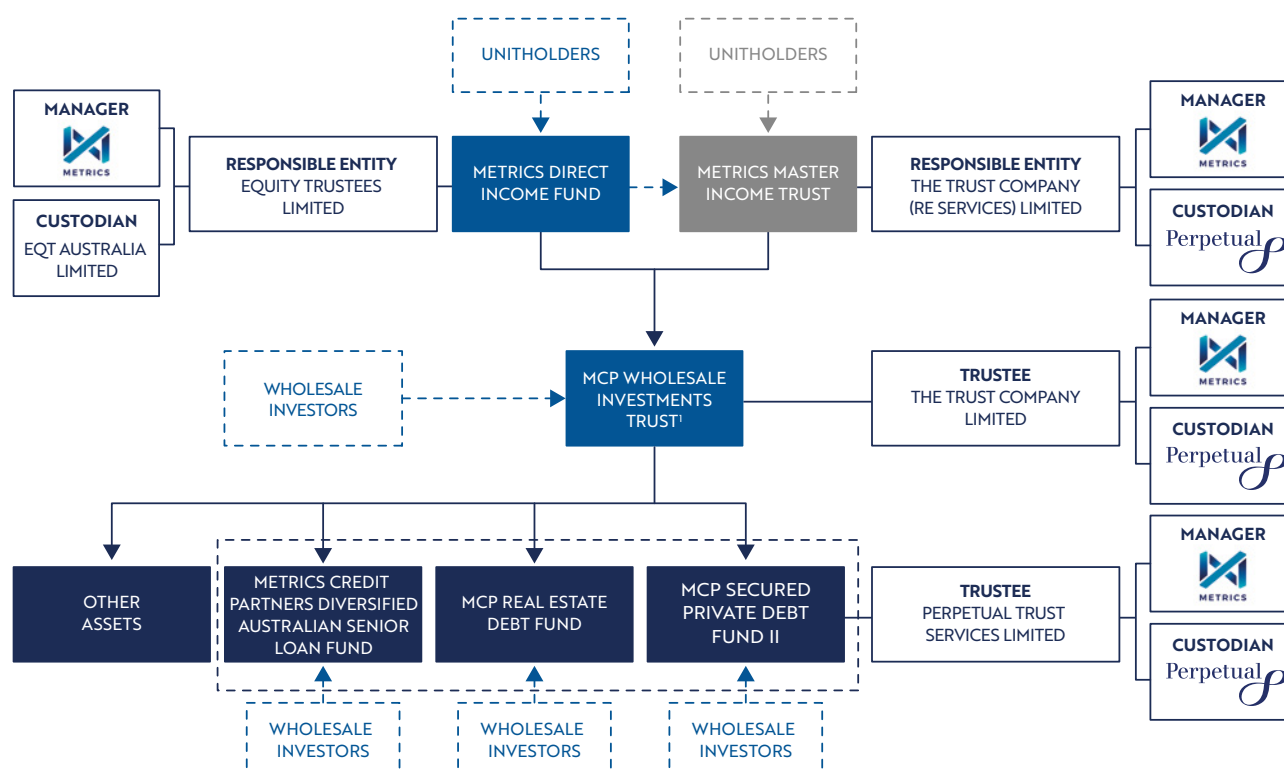 UNITHOLDERS
UNITHOLDERS
MANAGER
METRICS
CUSTODIAN
EQT AUSTRALIA
LIMITED
RESPONSIBLE ENTITY
EQUITY TRUSTEES
LIMITED
METRICS DIRECT
INCOME FUND
METRICS MASTER
INCOME TRUST
RESPONSIBLE ENTITY
THE TRUST COMPANY
(RE SERVICES) LIMITED
MANAGER
METRICS
CUSTODIAN
Perpetual
WHOLESALE
INVESTORS
MCP WHOLESALE
INVESTMENTS
TRUST¹
TRUSTEE
THE TRUST COMPANY
LIMITED
MANAGER
METRICS
CUSTODIAN
Perpetual
OTHER
ASSETS
METRICS CREDIT
PARTNERS DIVERSIFIED
AUSTRALIAN SENIOR
LOAN FUND
MCP REAL ESTATE
DEBT FUND
MCP SECURED
PRIVATE DEBT
FUND II
TRUSTEE
PERPETUAL TRUST
SERVICES LIMITED
MANAGER
METRICS
CUSTODIAN
Perpetual
WHOLESALE
INVESTORS
WHOLESALE
INVESTORS
WHOLESALE
INVESTORS